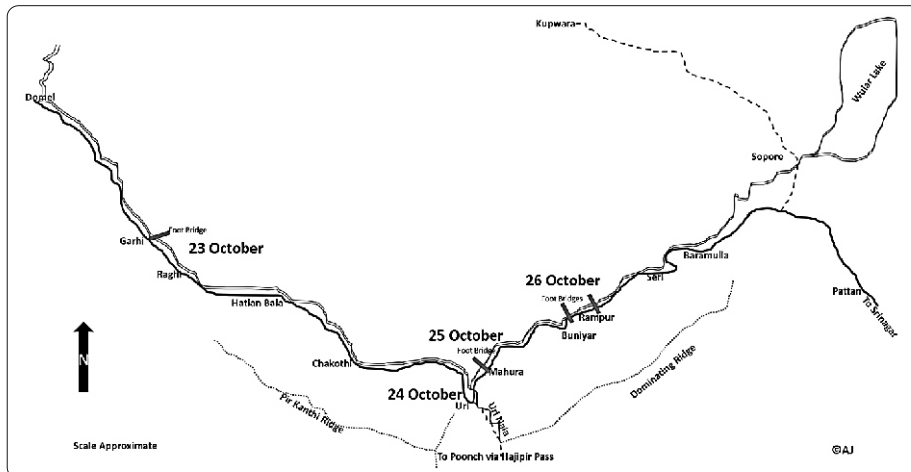 Kupwara
Wular Lake
Domel
Sopore
Foot Bridge
Garhi
23 October
Raghi
Baramulla
Seri
26 October
Pattan
To Srinagar
Hatian Bala
Foot Bridges
Rampur
Buniyar
25 October
Foot Bridge
Mahura
Chakothi
Dominating Ridge
24 October
Uri
Uri Nala
Pir Kanthi Ridge
N
Scale Approximate
To Poonch via Hajipir Pass
©AJ